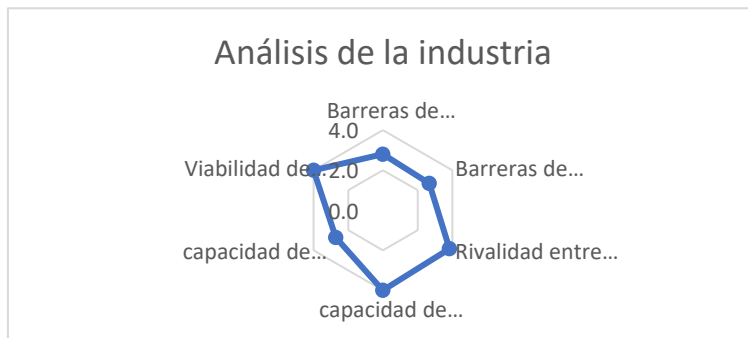 Análisis de la industria
Barreras de...
4.0
Viabilidad de...
2.0
Barreras de...
0.0
capacidad de...
Rivalidad entre...
capacidad de...